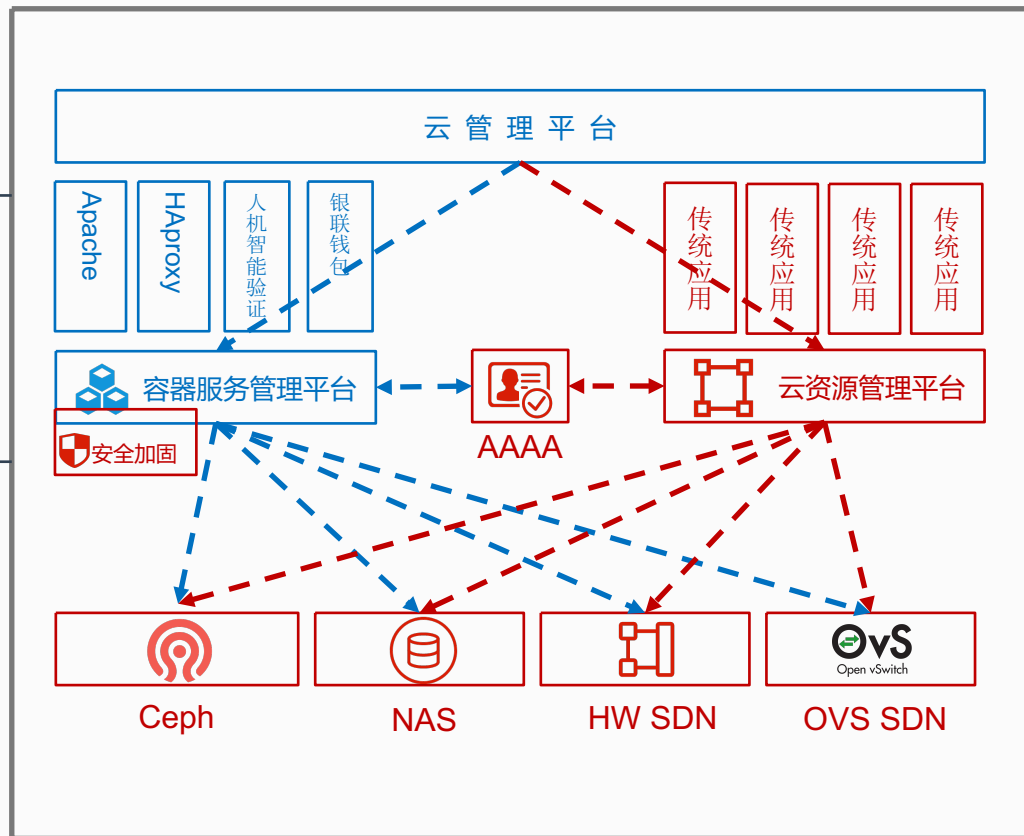 云管理平台
Apache
HAproxy
人机智能验证
银联钱包
传统应用
传统应用
传统应用
传统应用
容器服务管理平台
云资源管理平台
安全加固
AAAA
OvS
Open vSwitch
Ceph
NAS
HW SDN
OVS SDN